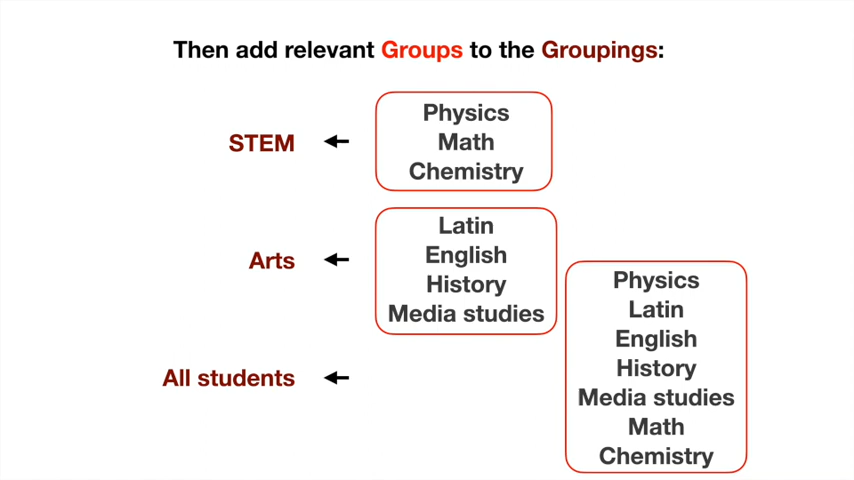 Then add relevant Groups to the Groupings:
STEM
Physics
Math
Chemistry
Arts
Latin
English
History
Media studies
All students
Physics
Latin
English
History
Media studies
Math
Chemistry